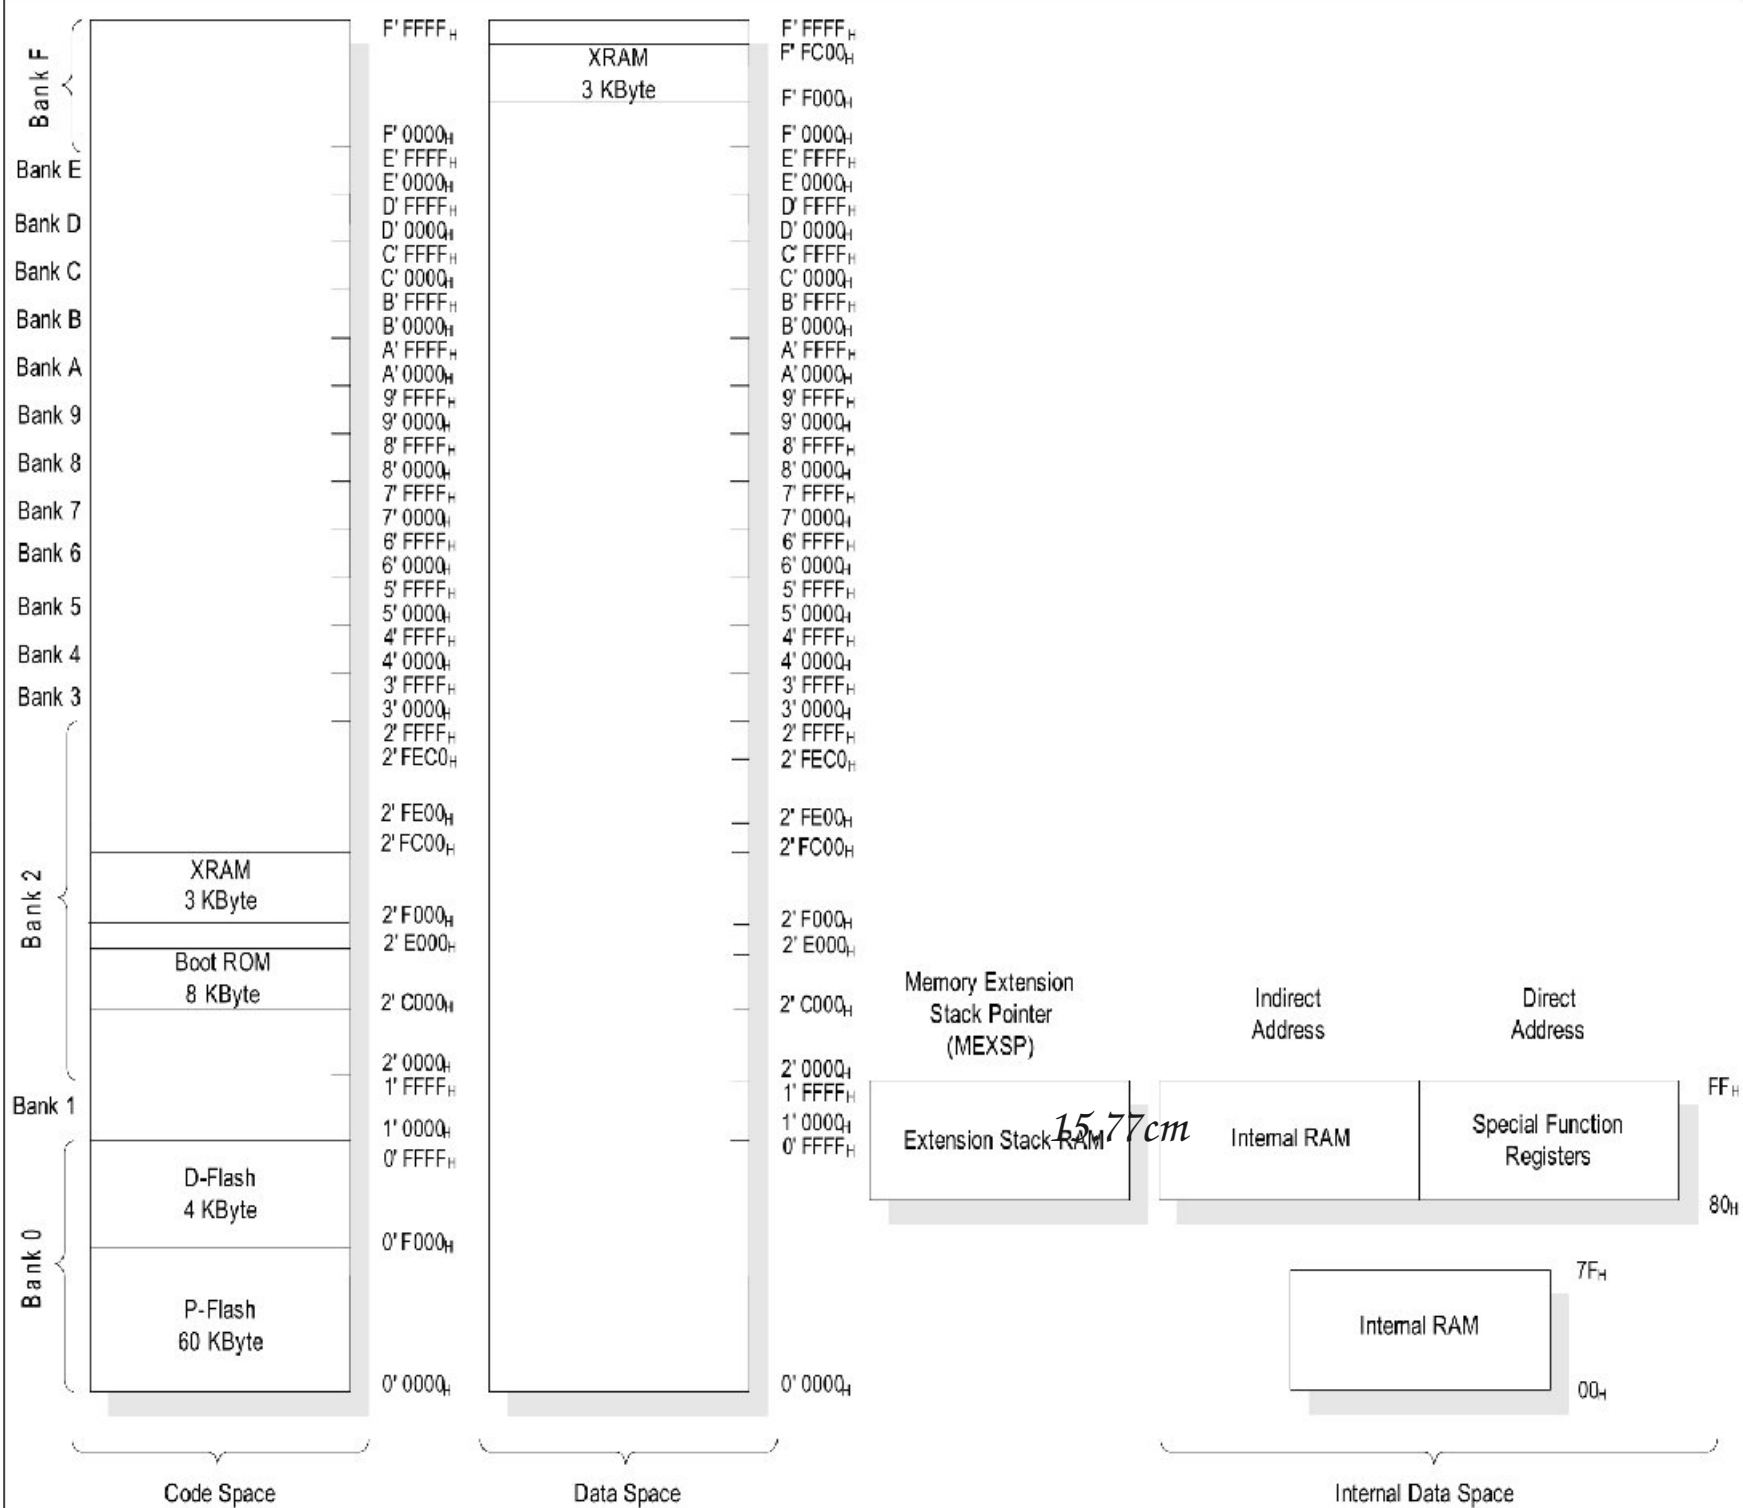 Bank F
Bank E
Bank D
Bank C
Bank B
Bank A
Bank 9
Bank 8
Bank 7
Bank 6
Bank 5
Bank 4
Bank 3
Bank 2
Bank 1
Bank 0
XRAM
3 KByte
Boot ROM
8 KByte
D-Flash
4 KByte
P-Flash
60 KByte
F' FFFFH
F' 0000H
E' FFFFH
E' 0000H
D' FFFFH
D' 0000H
C' FFFFH
C' 0000H
B' FFFFH
B' 0000H
A' FFFFH
A' 0000H
9' FFFFH
9' 0000H
8' FFFFH
8' 0000H
7' FFFFH
7' 0000H
6' FFFFH
6' 0000H
5' FFFFH
5' 0000H
4' FFFFH
4' 0000H
3' FFFFH
3' 0000H
2' FFFFH
2' FEC0H
2' FE00H
2' FC00H
2' F000H
2' E000H
2' C000H
2' 0000H
1' FFFFH
1' 0000H
0' FFFFH
0' F000H
0' 0000H
Code Space
XRAM
3 KByte
F' FFFFH
F' FC00H
F' F000H
F' 0000H
E' FFFFH
E' 0000H
D' FFFFH
D' 0000H
C' FFFFH
C' 0000H
B' FFFFH
B' 0000H
A' FFFFH
A' 0000H
9' FFFFH
9' 0000H
8' FFFFH
8' 0000H
7' FFFFH
7' 0000H
6' FFFFH
6' 0000H
5' FFFFH
5' 0000H
4' FFFFH
4' 0000H
3' FFFFH
3' 0000H
2' FFFFH
2' FEC0H
2' FE00H
2' FC00H
2' F000H
2' E000H
2' C000H
2' 0000H
1' FFFFH
1' 0000H
0' FFFFH
0' 0000H
Data Space
Memory Extension
Stack Pointer
(MEXSP)
Extension Stack RAM
15.77cm
Indirect
Address
Direct
Address
Internal RAM
Special Function
Registers
FFH
80H
Internal RAM
7FH
00H
Internal Data Space